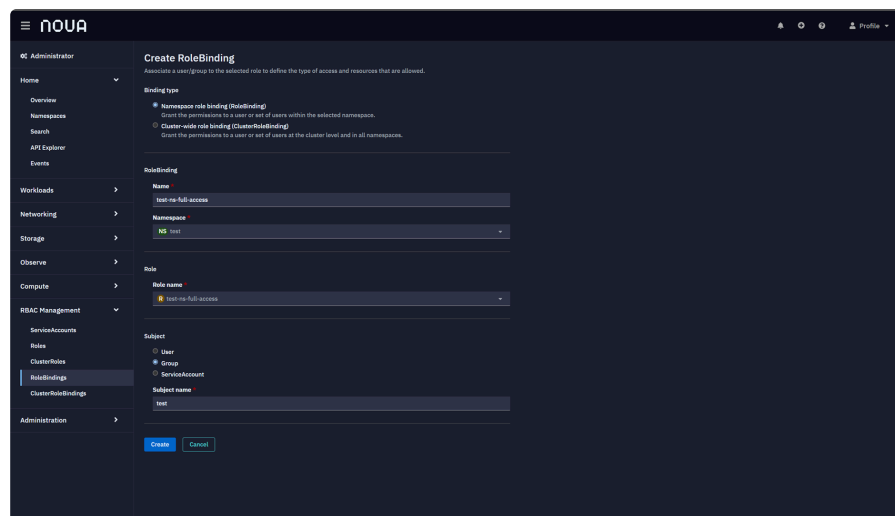 NOVA
Profile
Administrator
Home
Overview
Namespaces
Search
API Explorer
Events
Workloads
Networking
Storage
Observe
Compute
RBAC Management
ServiceAccounts
Roles
ClusterRoles
RoleBindings
ClusterRoleBindings
Administration
Create RoleBinding
Associate a user/group to the selected role to define the type of access and resources that are allowed.
Binding type
Namespace role binding (RoleBinding)
Grant the permissions to a user or set of users within the selected namespace.
Cluster-wide role binding (ClusterRoleBinding)
Grant the permissions to a user or set of users at the cluster level and in all namespaces.
RoleBinding
Name *
test-ns-full-access
Namespace *
NS test
Role
Role name *
R test-ns-full-access
Subject
User
Group
ServiceAccount
Subject name *
test
Create Cancel